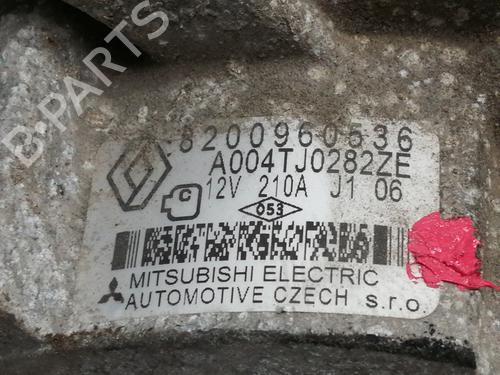 B-PARTS
8200960536
A004TJ0282ZE
C 12V 210A J1 06
053
MITSUBISHI ELECTRIC
AUTOMOTIVE CZECH s.r.o.